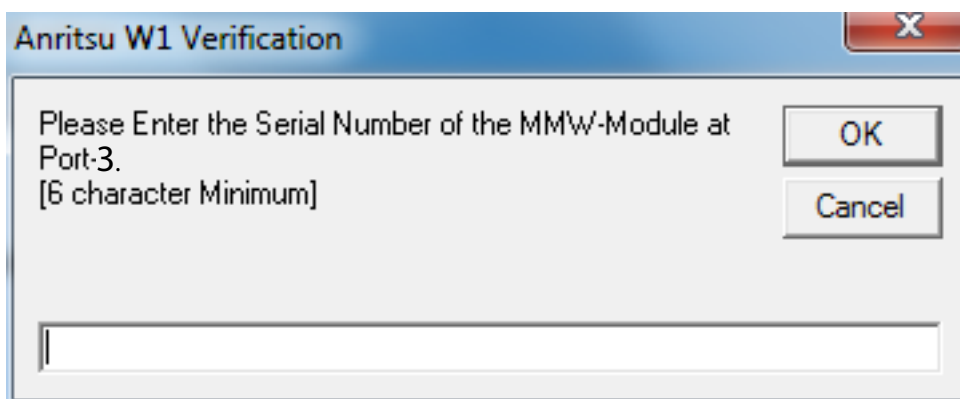 Anritsu W1 Verification
Please Enter the Serial Number of the MMW-Module at
Port-3.
[6 character Minimum]
OK
Cancel